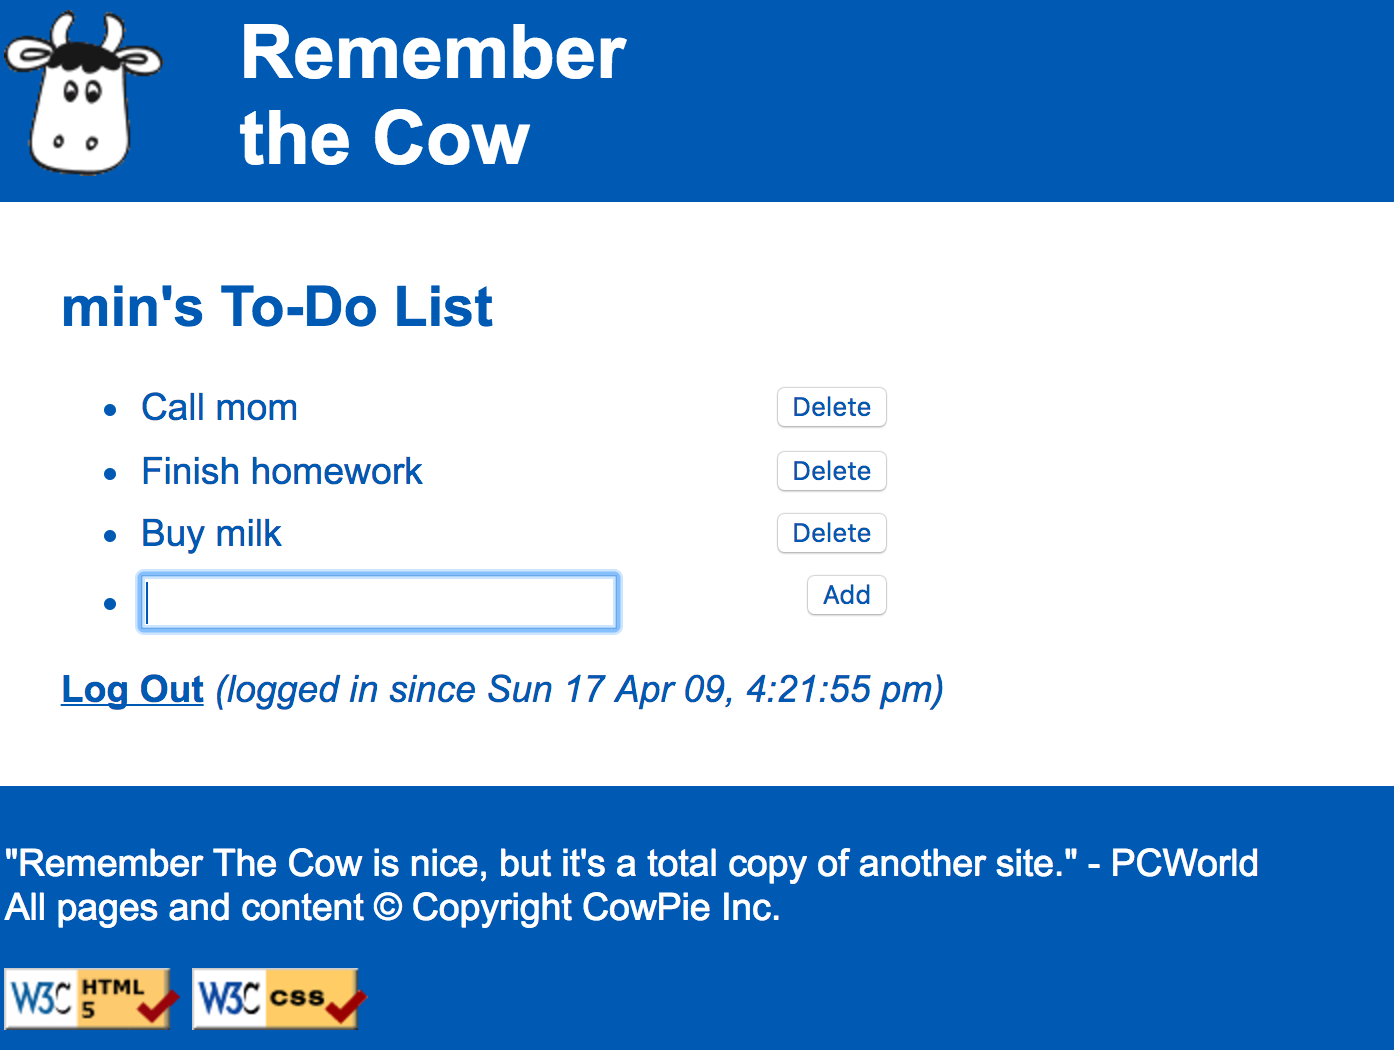 Remember
the Cow
min's To-Do List
Call mom Delete
Finish homework Delete
Buy milk Delete
Add
Log Out (logged in since Sun 17 Apr 09, 4:21:55 pm)
"Remember The Cow is nice, but it's a total copy of another site." - PCWorld
All pages and content © Copyright CowPie Inc.
W3C HTML 5 W3C css